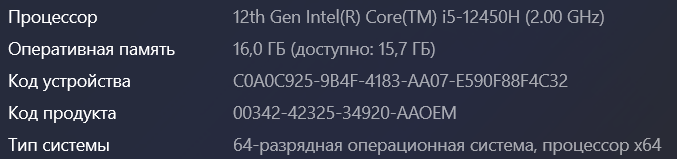 Процессор 12th Gen Intel(R) Core(TM) i5-12450H (2.00 GHz)
Оперативная память 16,0 ГБ (доступно: 15,7 ГБ)
Код устройства C0A0C925-9B4F-4183-AA07-E590F88F4C32
Код продукта 00342-42325-34920-AAOEM
Тип системы 64-разрядная операционная система, процессор x64